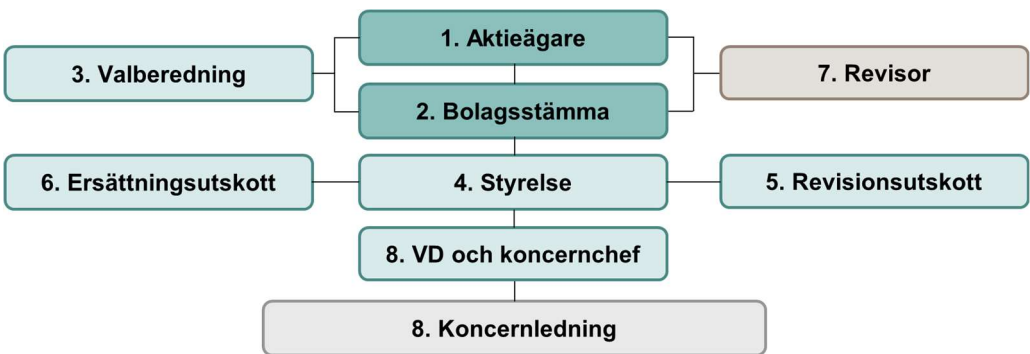 1. Aktieägare
3. Valberedning
7. Revisor
2. Bolagsstämma
6. Ersättningsutskott
4. Styrelse
5. Revisionsutskott
8. VD och koncernchef
8. Koncernledning